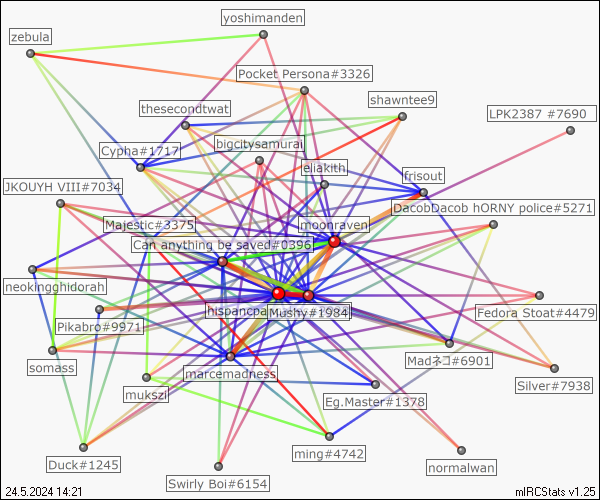 yoshimanden
zebula
Pocket Persona#3326
shawntee9
thesecondtwat
LPK2387 #7690
bigcitysamurai
Cypha#1717
eliakith
frisout
JKOUYH VIII#7034
DacobDacob hORNY police#5271
Majestic#3375
moonraven
Can anything be saved#0396
neokingghidorah
hispancpa
Mushy#1984
Fedora Stoat#4479
Pikabro#9971
Madネコ#6901
somass
marcemadness
Silver#7938
mukszi
Eg.Master#1378
ming#4742
Duck#1245
normalwan
Swirly Boi#6154
24.5.2024 14:21
mIRCStats v1.25